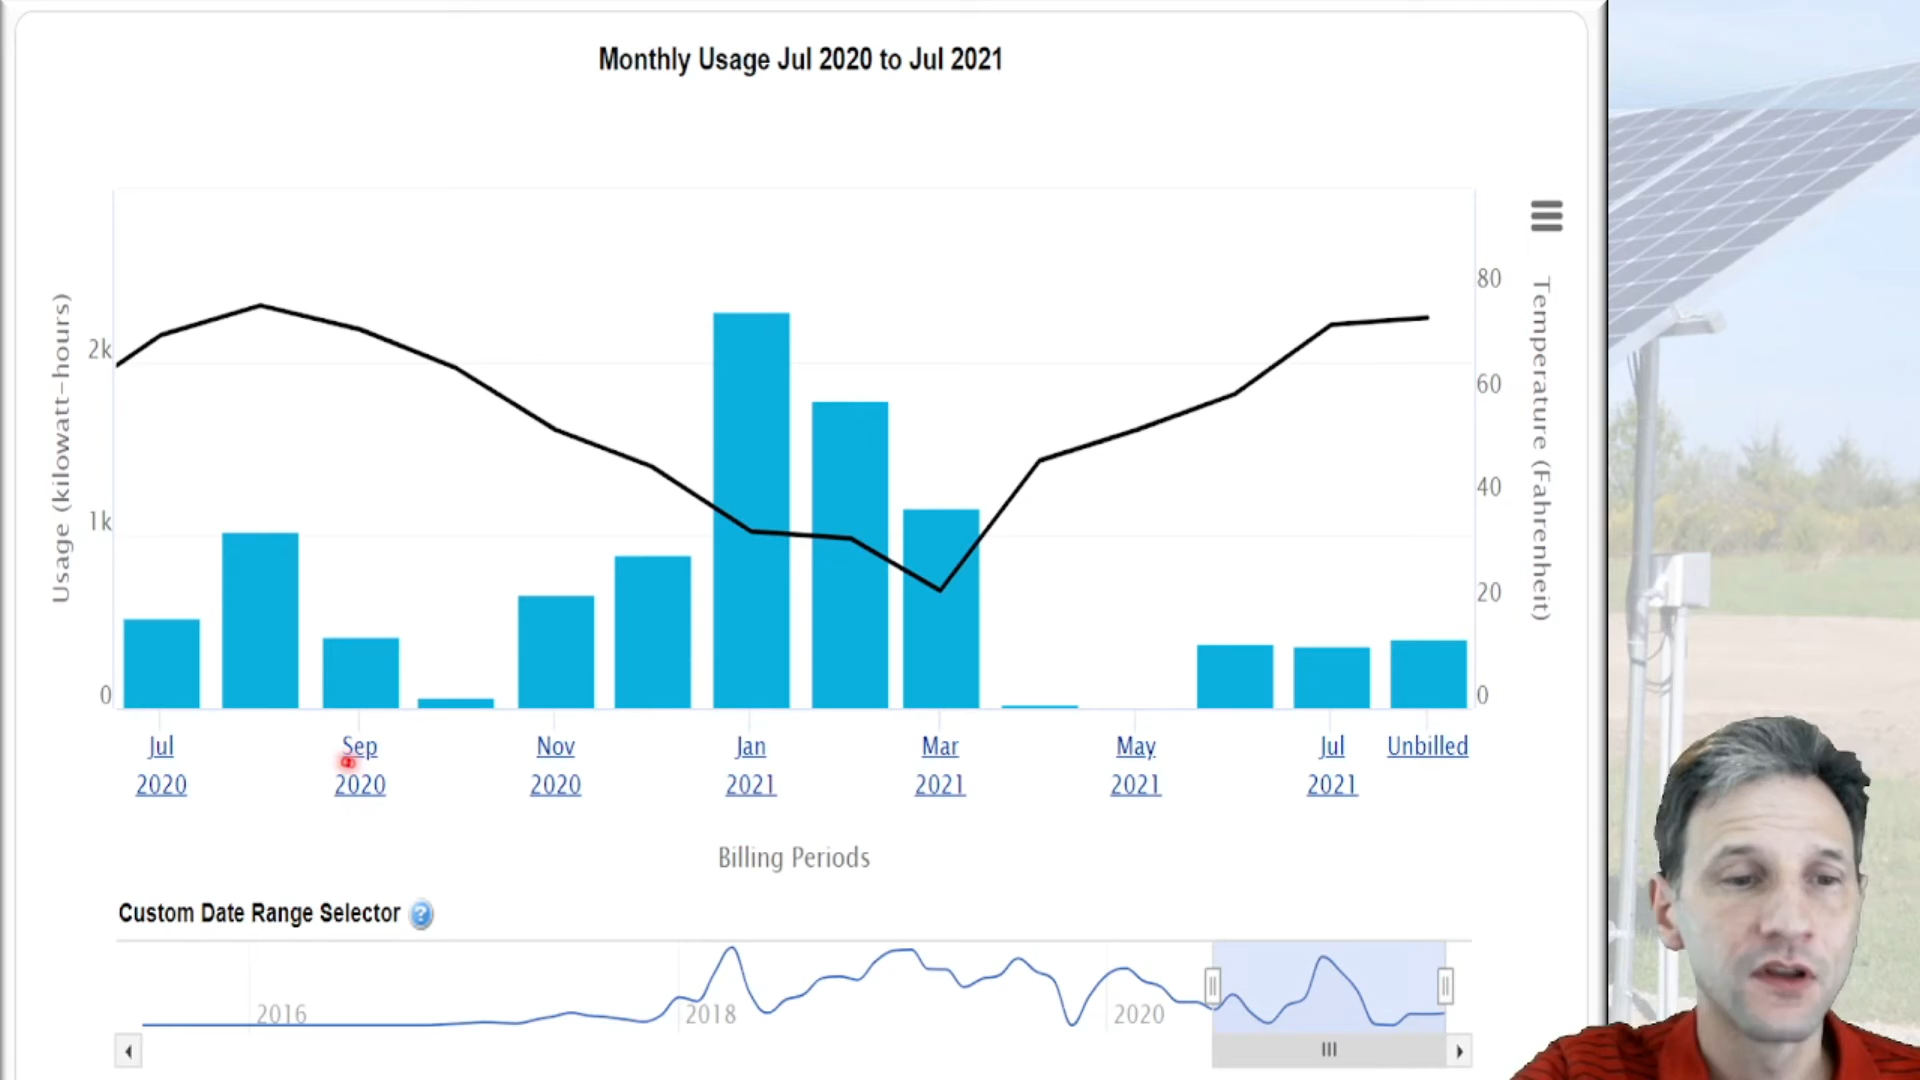 Monthly Usage Jul 2020 to Jul 2021
Usage (kilowatt-hours)
2k
1k
0
80
60
40
20
0
Temperature (Fahrenheit)
Jul 2020
Sep 2020
Nov 2020
Jan 2021
Mar 2021
May 2021
Jul 2021
Unbilled
Billing Periods
Custom Date Range Selector ?
2016
2018
2020